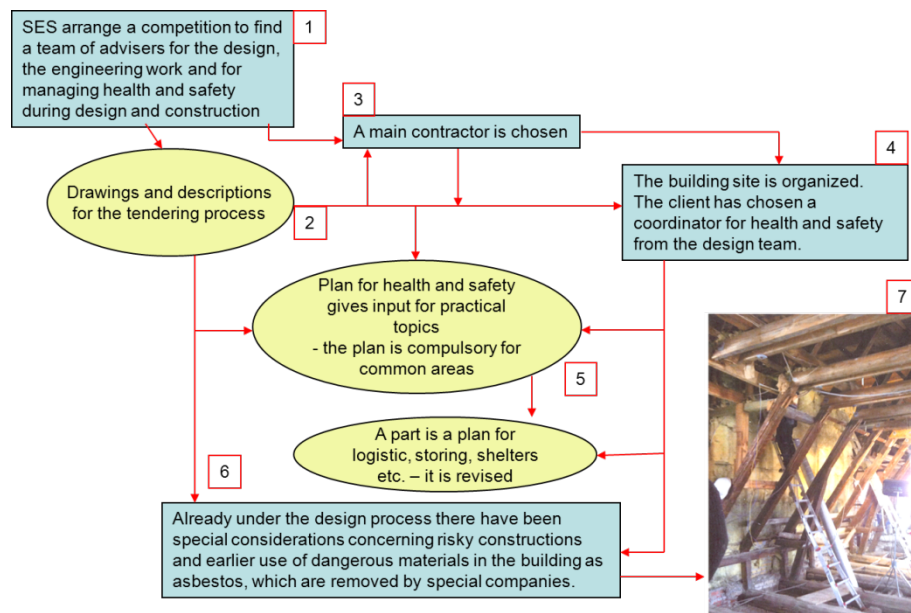 1
SES arrange a competition to find
a team of advisers for the design,
the engineering work and for
managing health and safety
during design and construction
3
A main contractor is chosen
4
The building site is organized.
The client has chosen a
coordinator for health and safety
from the design team.
Drawings and descriptions
for the tendering process
2
Plan for health and safety
gives input for practical
topics
- the plan is compulsory for
common areas
5
A part is a plan for
logistic, storing, shelters
etc. – it is revised
6
Already under the design process there have been
special considerations concerning risky constructions
and earlier use of dangerous materials in the building as
asbestos, which are removed by special companies.
7